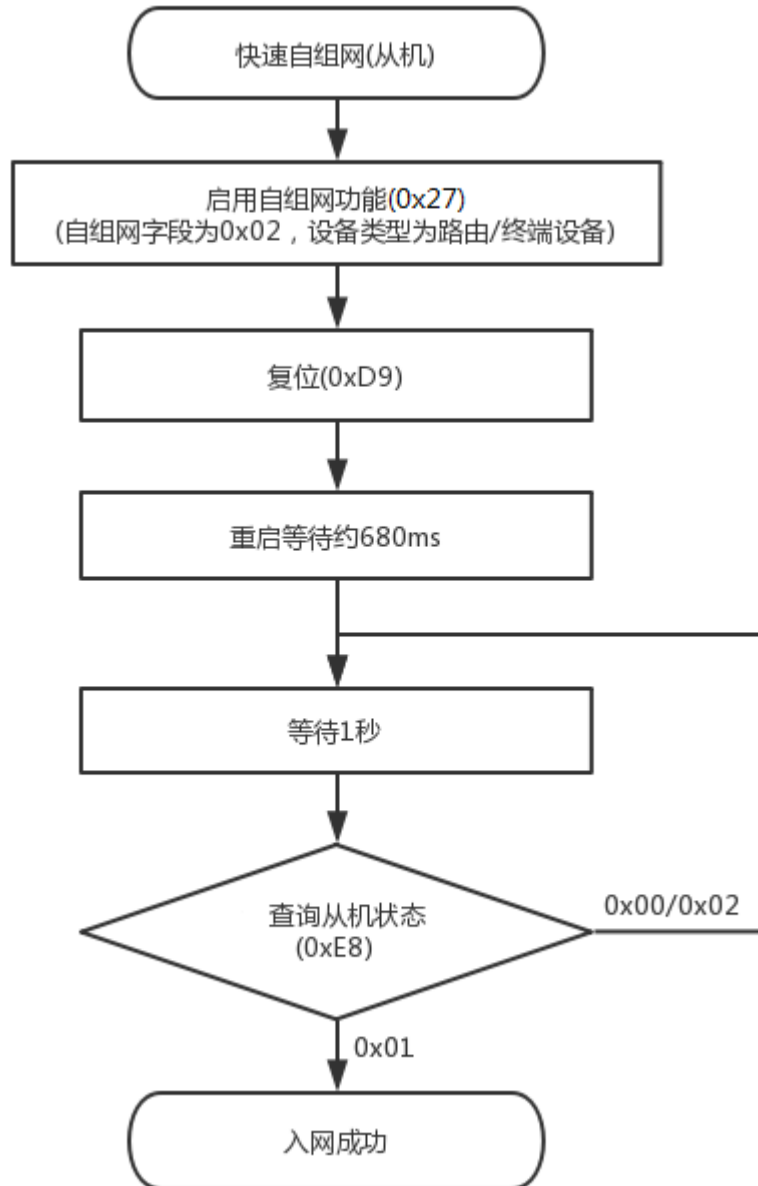 快速自组网(从机)
启用自组网功能(0x27)
(自组网字段为0x02，设备类型为路由/终端设备)
复位(0xD9)
重启等待约680ms
等待1秒
查询从机状态
(0xE8)
0x00/0x02
0x01
入网成功